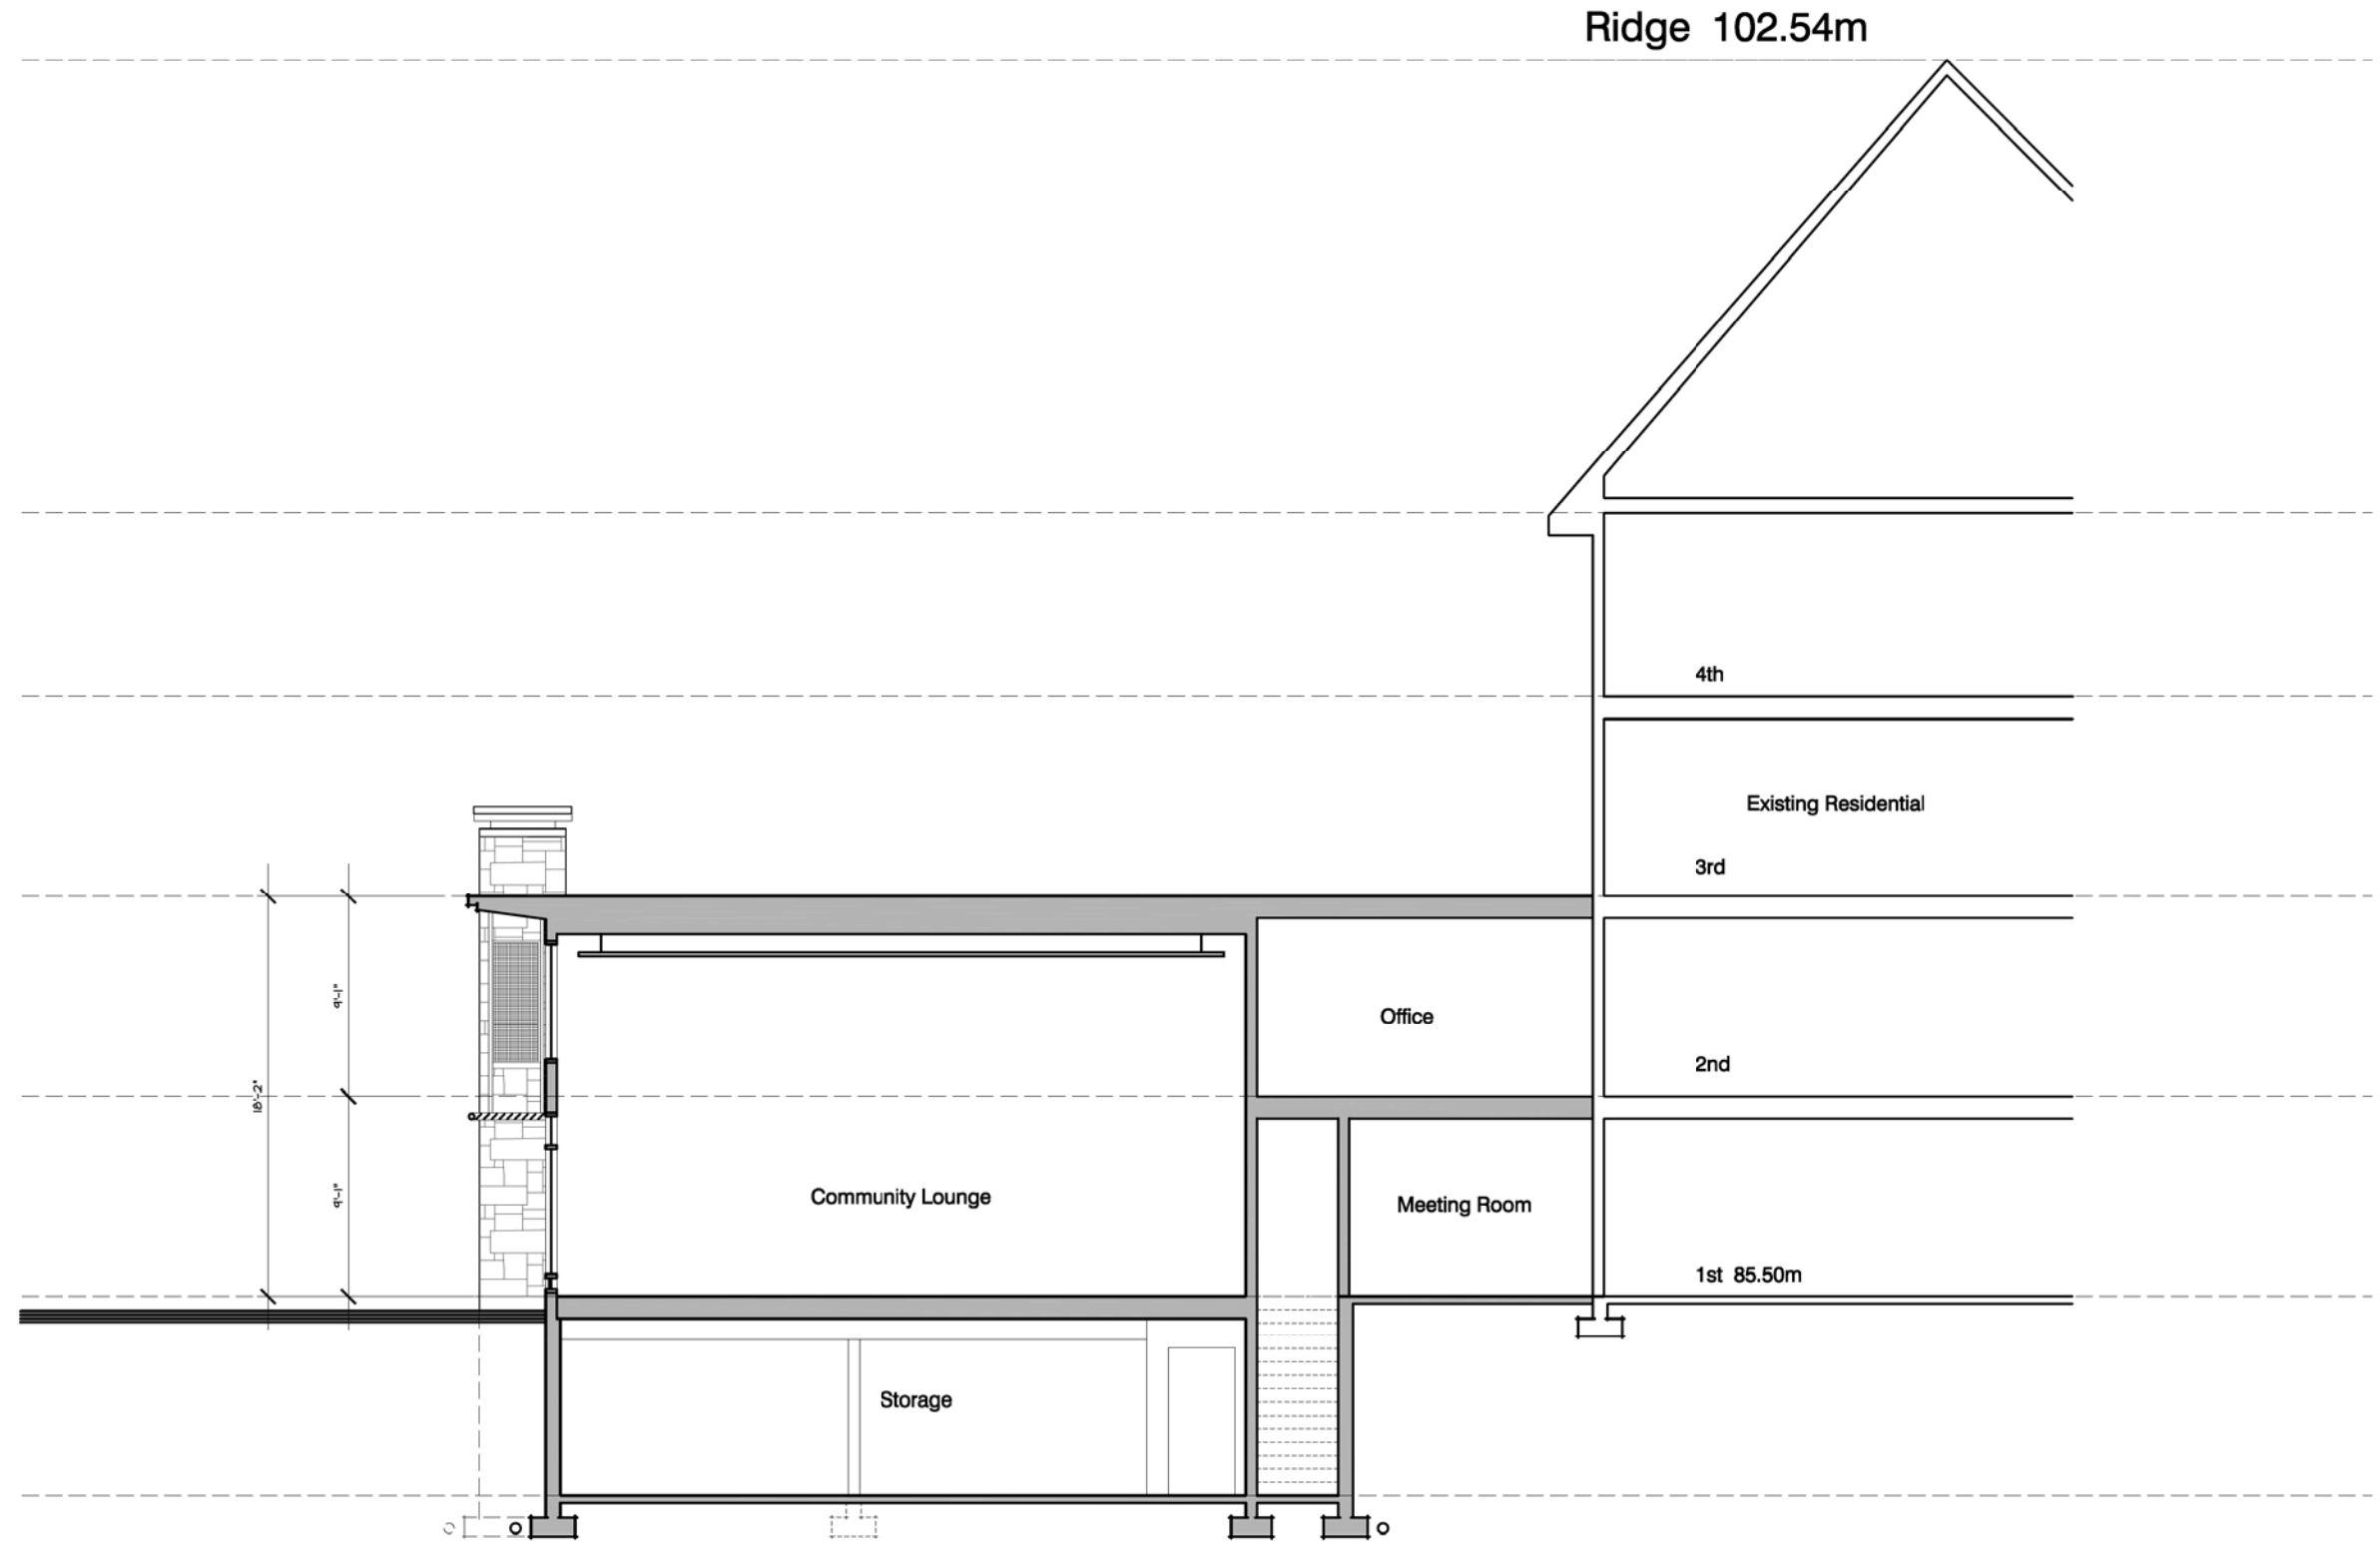 Ridge 102.54m
4th
Existing Residential
3rd
9'-1"
Office
2nd
18'-2"
9'-1"
Community Lounge
Meeting Room
1st 85.50m
Storage